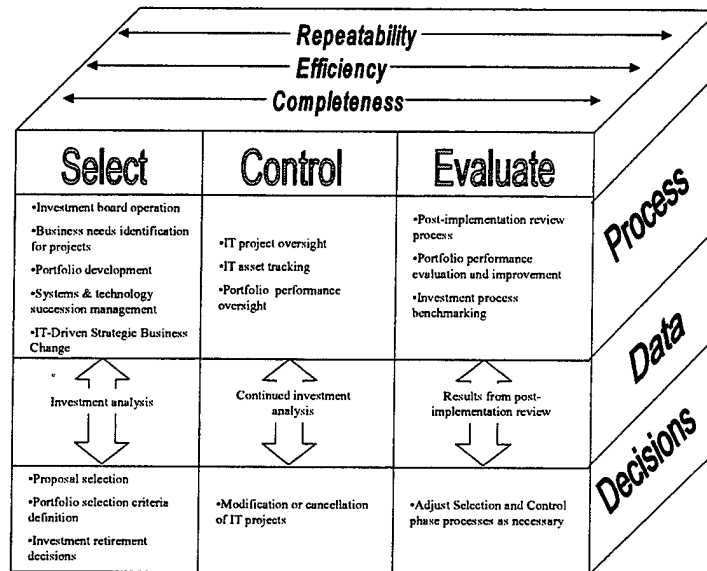 Repeatability
Efficiency
Completeness
Select
Control
Evaluate
•Investment board operation
•Business needs identification
for projects
•Portfolio development
•Systems & technology
succession management
•IT-Driven Strategic Business
Change
•IT project oversight
•IT asset tracking
•Portfolio performance
oversight
•Post-implementation review
process
•Portfolio performance
evaluation and improvement
•Investment process
benchmarking
Process
Investment analysis
Continued investment
analysis
Results from post-
implementation review
Data
•Proposal selection
•Portfolio selection criteria
definition
•Investment retirement
decisions
•Modification or cancellation
of IT projects
•Adjust Selection and Control
phase processes as necessary
Decisions